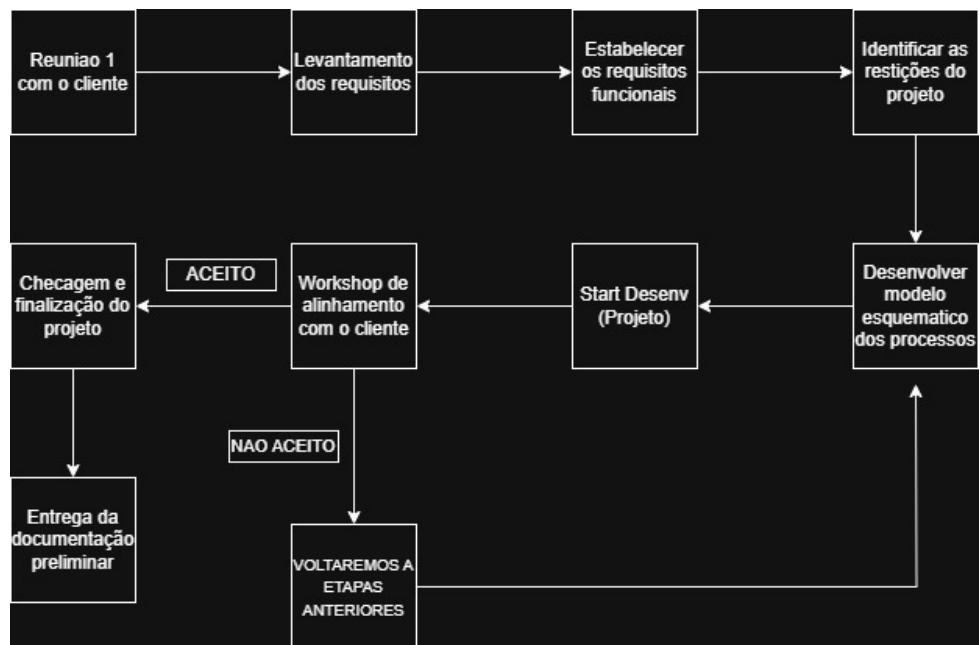 Reuniao 1
com o cliente
Levantamento
dos requisitos
Estabelecer
os requisitos
funcionais
Identificar as
restições do
projeto
Checagem e
finalização do
projeto
ACEITO
Workshop de
alinhamento
com o cliente
Start Desenv
(Projeto)
Desenvolver
modelo
esquematico
dos processos
NAO ACEITO
Entrega da
documentação
preliminar
VOLTAREMOS A
ETAPAS
ANTERIORES